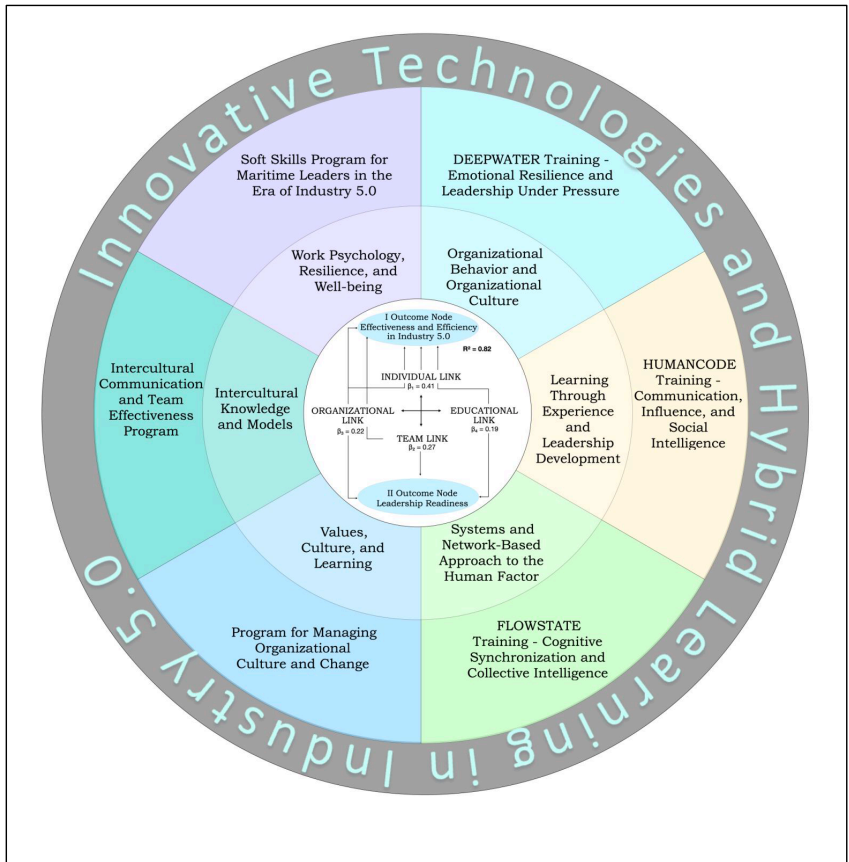 Innovative Technologies and Hybrid Learning in Industry 5.0
Soft Skills Program for
Maritime Leaders in the
Era of Industry 5.0
DEEPWATER Training -
Emotional Resilience and
Leadership Under Pressure
Work Psychology,
Resilience, and
Well-being
Organizational
Behavior and
Organizational
Culture
Intercultural
Communication
and Team
Effectiveness
Program
Intercultural
Knowledge
and Models
I Outcome Node
Effectiveness and Efficiency
in Industry 5.0
R² = 0.82
INDIVIDUAL LINK
β₁ = 0.41
ORGANIZATIONAL
LINK
β₃ = 0.22
EDUCATIONAL
LINK
β₄ = 0.19
TEAM LINK
β₂ = 0.27
II Outcome Node
Leadership Readiness
Learning
Through
Experience
and
Leadership
Development
HUMANCODE
Training -
Communication,
Influence, and
Social
Intelligence
Values,
Culture, and
Learning
Systems and
Network-Based
Approach to the
Human Factor
Program for Managing
Organizational
Culture and Change
FLOWSTATE
Training - Cognitive
Synchronization and
Collective Intelligence